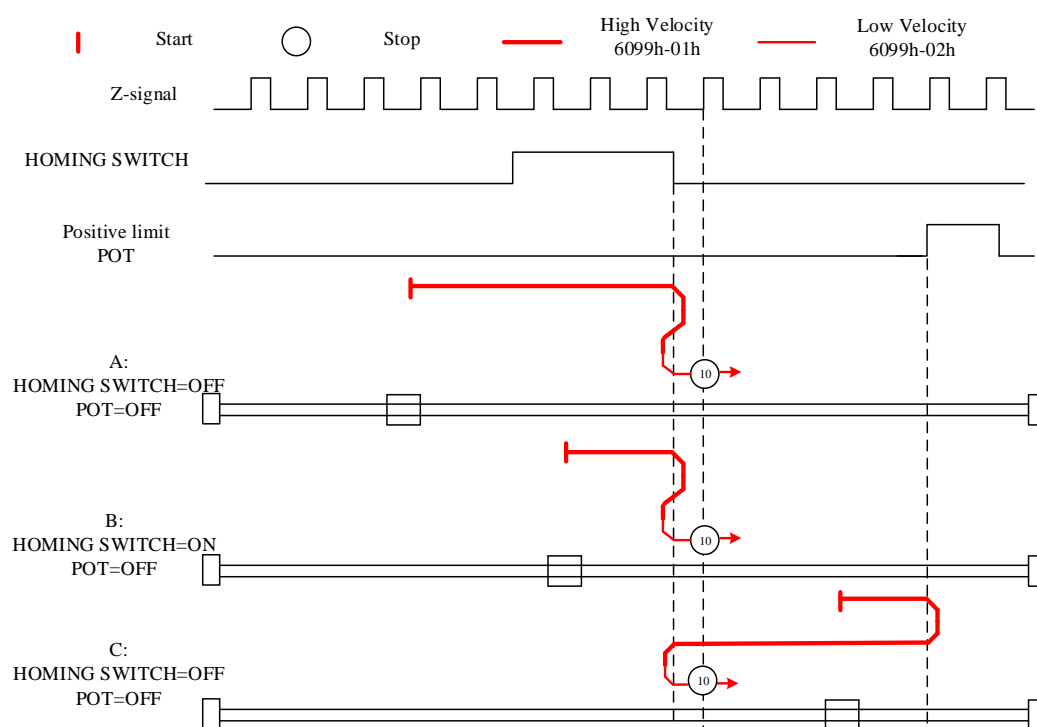 Start
Stop
High Velocity
6099h-01h
Low Velocity
6099h-02h
Z-signal
HOMING SWITCH
Positive limit
POT
10
A:
HOMING SWITCH=OFF
POT=OFF
10
B:
HOMING SWITCH=ON
POT=OFF
C:
HOMING SWITCH=OFF
POT=OFF
10